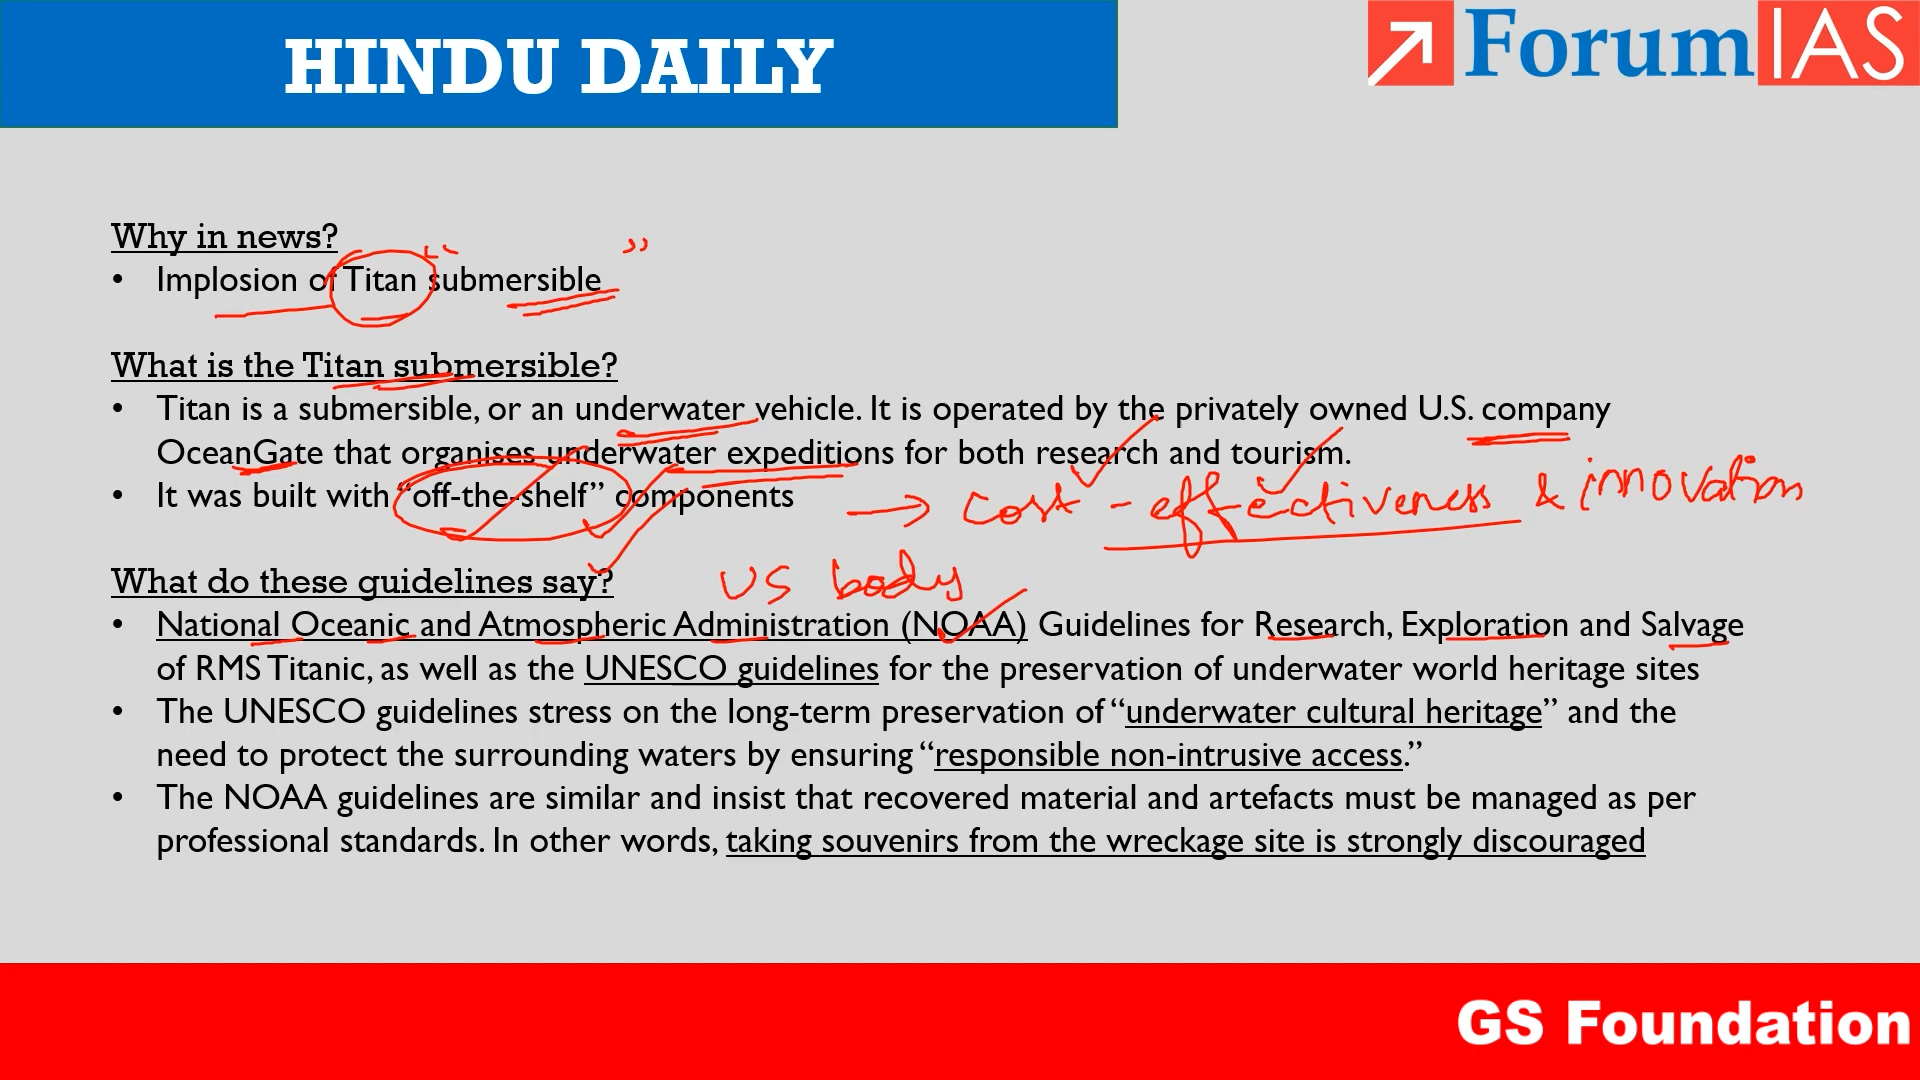 HINDU DAILY
ForumIAS
Why in news?
“ ”
• Implosion of Titan submersible
What is the Titan submersible?
• Titan is a submersible, or an underwater vehicle. It is operated by the privately owned U.S. company
OceanGate that organises underwater expeditions for both research and tourism.
• It was built with “off-the-shelf” components → cost-effectiveness & innovation
What do these guidelines say? US body
• National Oceanic and Atmospheric Administration (NOAA) Guidelines for Research, Exploration and Salvage
of RMS Titanic, as well as the UNESCO guidelines for the preservation of underwater world heritage sites
• The UNESCO guidelines stress on the long-term preservation of “underwater cultural heritage” and the
need to protect the surrounding waters by ensuring “responsible non-intrusive access.”
• The NOAA guidelines are similar and insist that recovered material and artefacts must be managed as per
professional standards. In other words, taking souvenirs from the wreckage site is strongly discouraged
GS Foundation